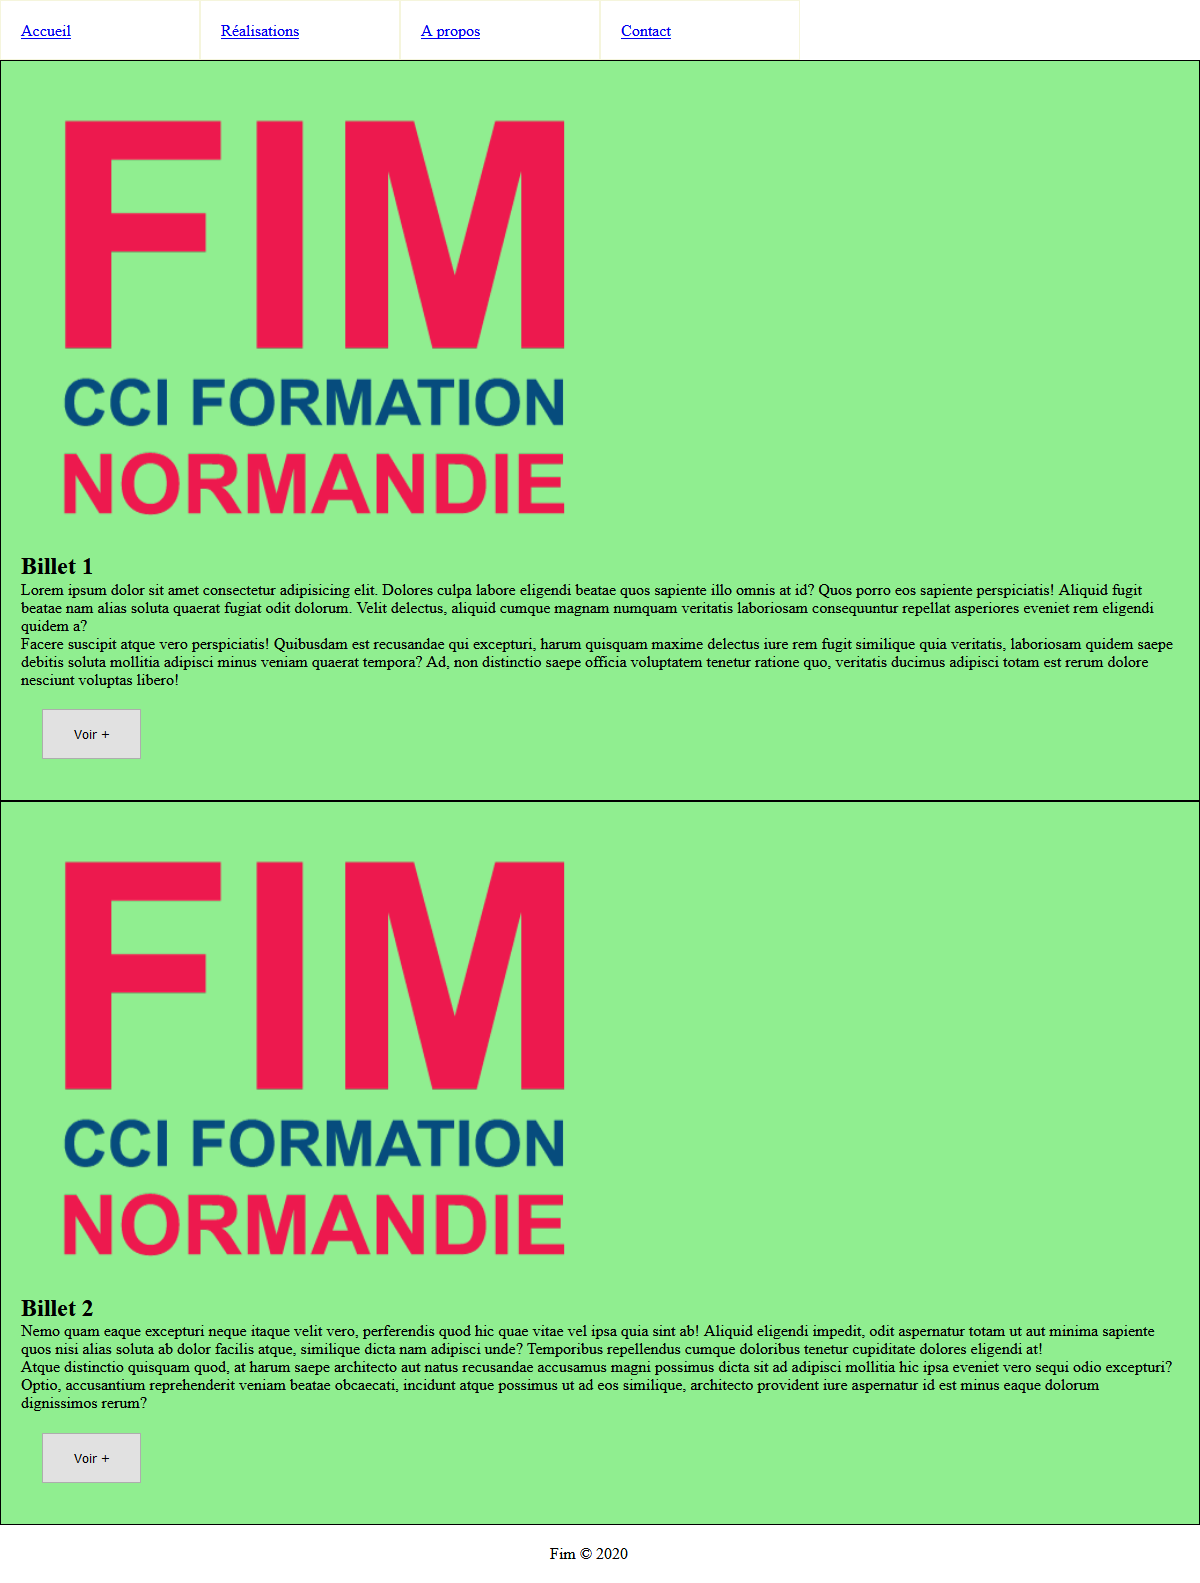 Accueil
Réalisations
A propos
Contact
FIM
CCI FORMATION
NORMANDIE
Billet 1
Lorem ipsum dolor sit amet consectetur adipisicing elit. Dolores culpa labore eligendi beatae quos sapiente illo omnis at id? Quos porro eos sapiente perspiciatis! Aliquid fugit
beatae nam alias soluta quaerat fugiat odit dolorum. Velit delectus, aliquid cumque magnam numquam veritatis laboriosam consequuntur repellat asperiores eveniet rem eligendi
quidem a?
Facere suscipit atque vero perspiciatis! Quibusdam est recusandae qui excepturi, harum quisquam maxime delectus iure rem fugit similique quia veritatis, laboriosam quidem saepe
debitis soluta mollitia adipisci minus veniam quaerat tempora? Ad, non distinctio saepe officia voluptatem tenetur ratione quo, veritatis ducimus adipisci totam est rerum dolore
nesciunt voluptas libero!
Voir +
FIM
CCI FORMATION
NORMANDIE
Billet 2
Nemo quam eaque excepturi neque itaque velit vero, perferendis quod hic quae vitae vel ipsa quia sint ab! Aliquid eligendi impedit, odit aspernatur totam ut aut minima sapiente
quos nisi alias soluta ab dolor facilis atque, similique dicta nam adipisci unde? Temporibus repellendus cumque doloribus tenetur cupiditate dolores eligendi at!
Atque distinctio quisquam quod, at harum saepe architecto aut natus recusandae accusamus magni possimus dicta sit ad adipisci mollitia hic ipsa eveniet vero sequi odio excepturi?
Optio, accusantium reprehenderit veniam beatae obcaecati, incidunt atque possimus ut ad eos similique, architecto provident iure aspernatur id est minus eaque dolorum
dignissimos rerum?
Voir +
Fim © 2020